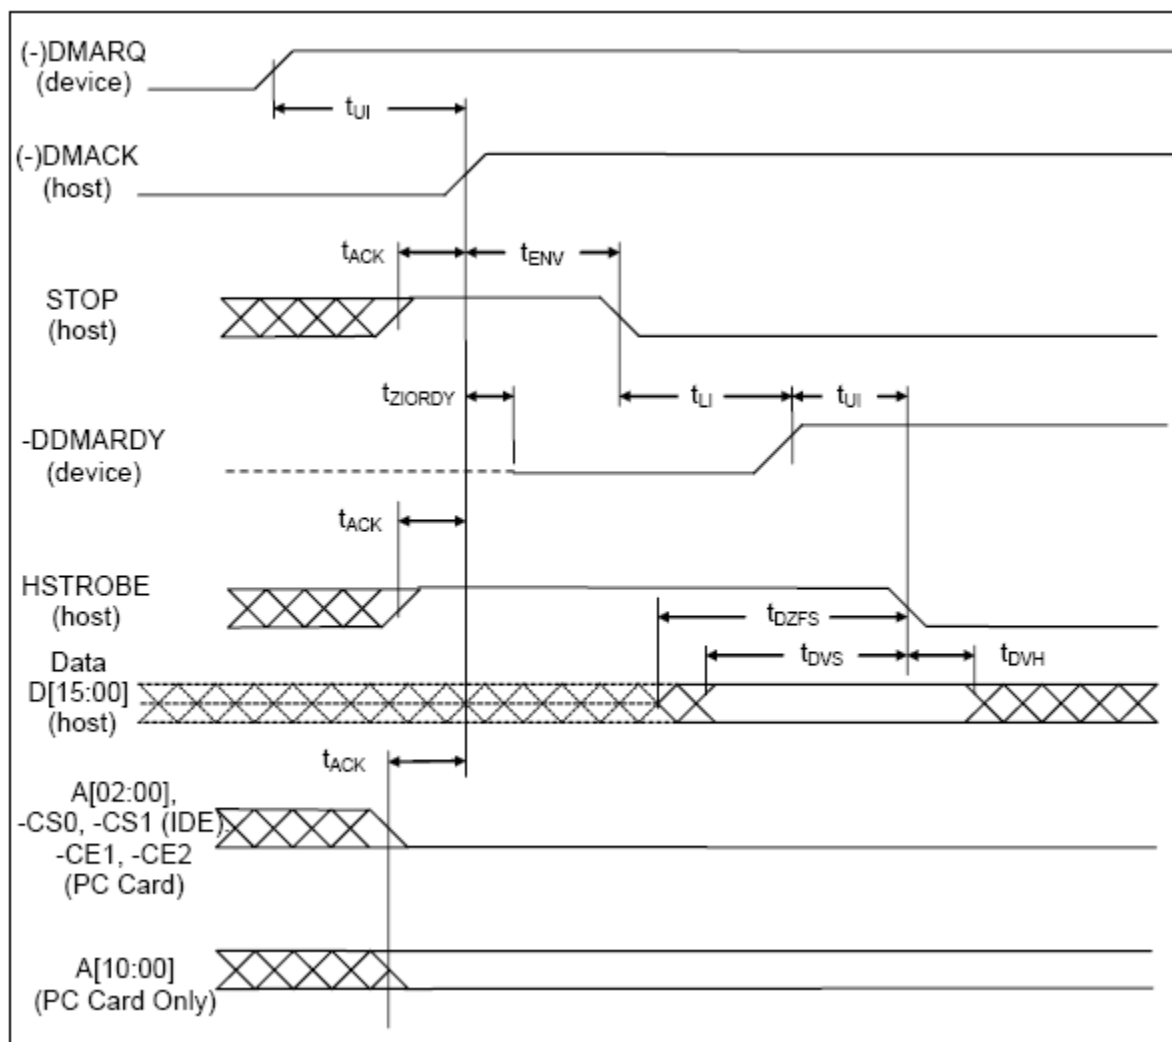 (-)DMARQ
(device)
tUI
(-)DMACK
(host)
tACK
tENV
STOP
(host)
tZIORDY
tLI
tUI
-DDMARDY
(device)
tACK
HSTROBE
(host)
tDZFS
Data
tDVS
tDVH
D[15:00]
(host)
tACK
A[02:00],
-CS0, -CS1 (IDE).
-CE1, -CE2
(PC Card)
A[10:00]
(PC Card Only)